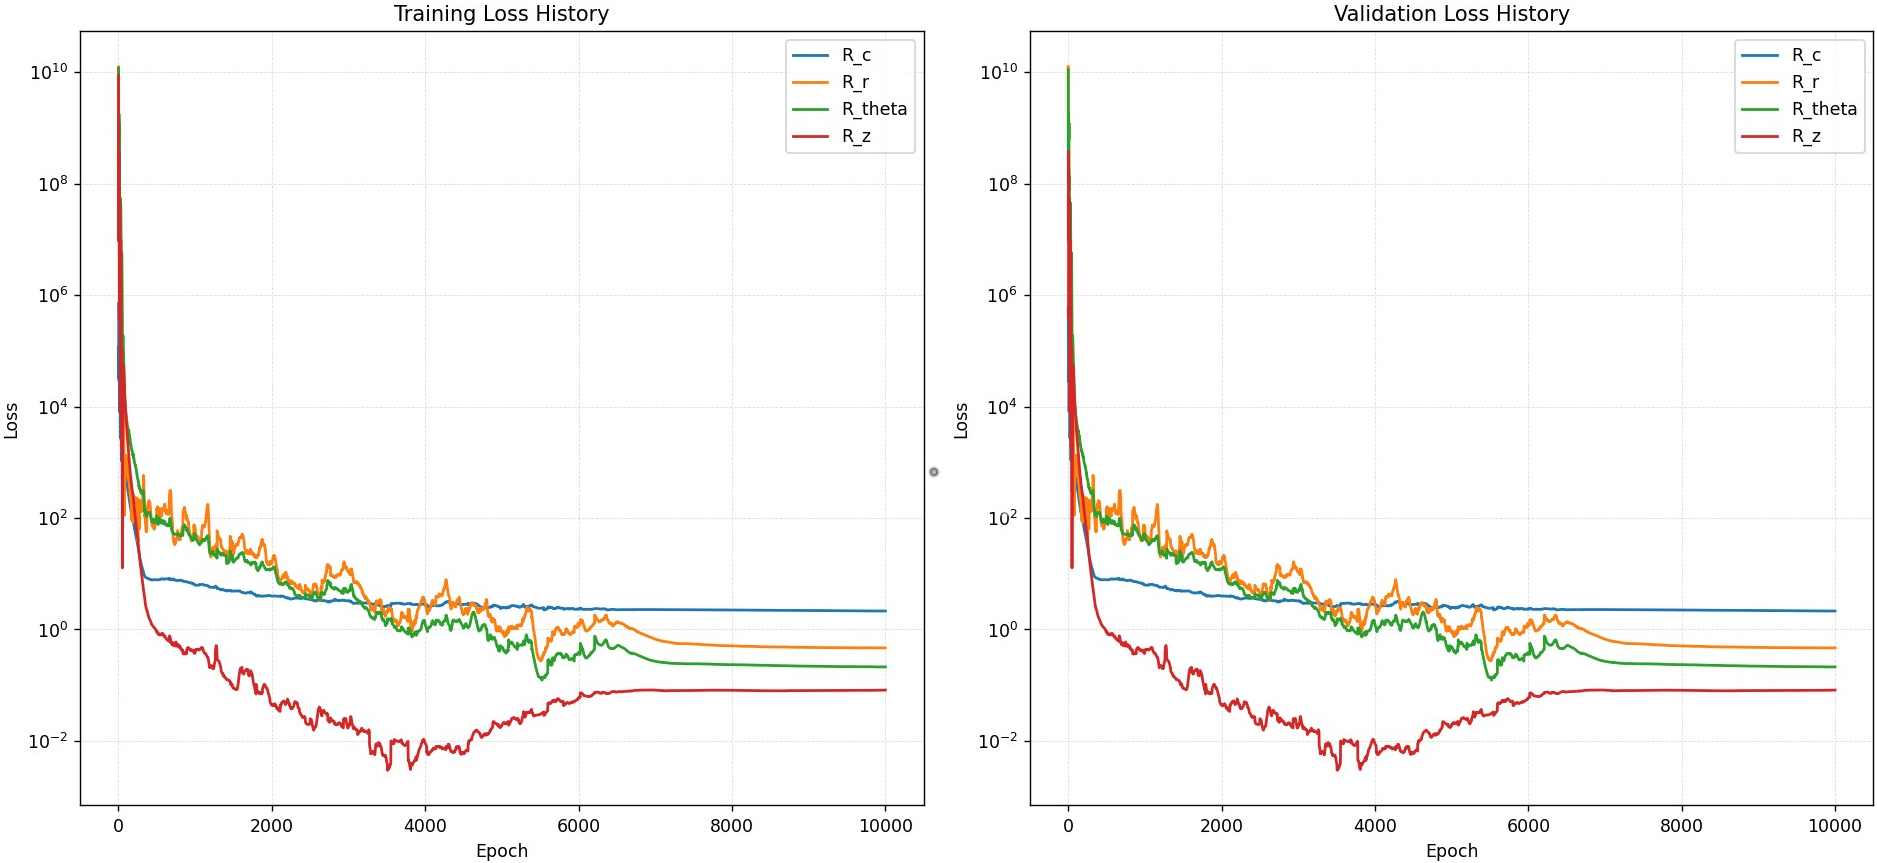 Training Loss History
R_c
R_r
R_theta
R_z
10^10
10^8
10^6
10^4
10^2
10^0
10^−2
Loss
0 2000 4000 6000 8000 10000
Epoch
Validation Loss History
R_c
R_r
R_theta
R_z
10^10
10^8
10^6
10^4
10^2
10^0
10^−2
Loss
0 2000 4000 6000 8000 10000
Epoch